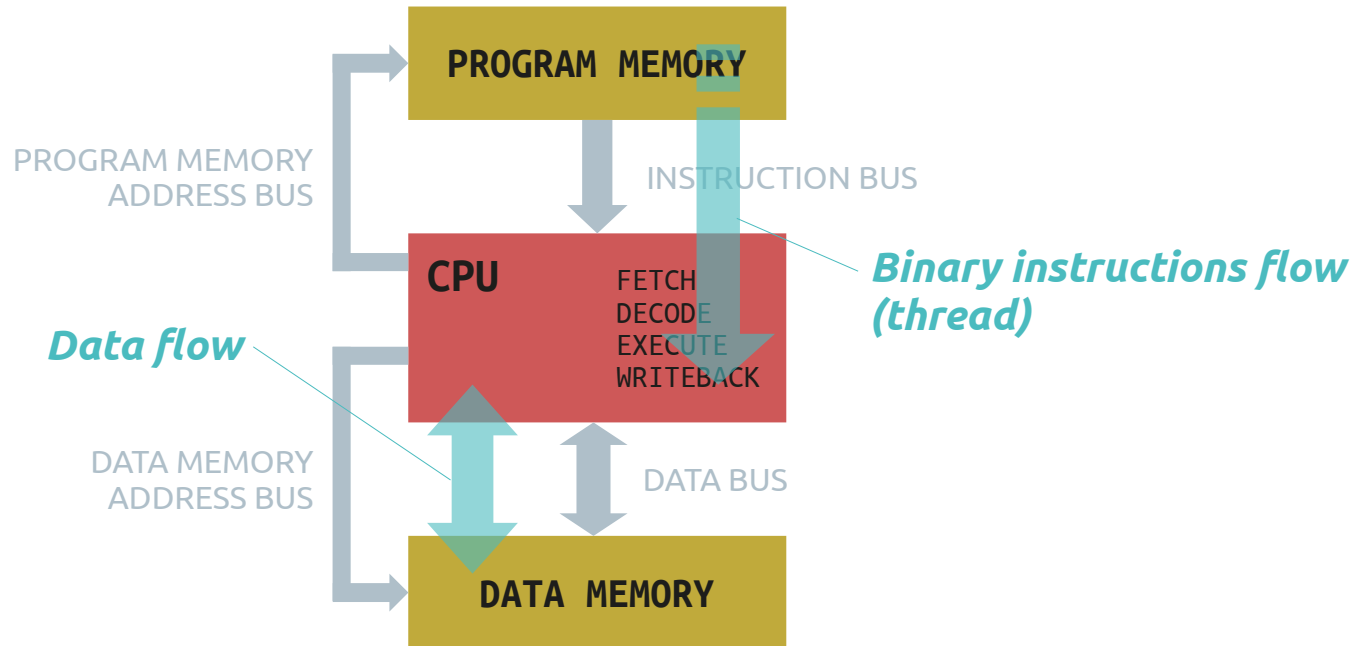 PROGRAM MEMORY
PROGRAM MEMORY
ADDRESS BUS
INSTRUCTION BUS
CPU
FETCH
DECODE
EXECUTE
WRITEBACK
Binary instructions flow
(thread)
Data flow
DATA MEMORY
ADDRESS BUS
DATA BUS
DATA MEMORY